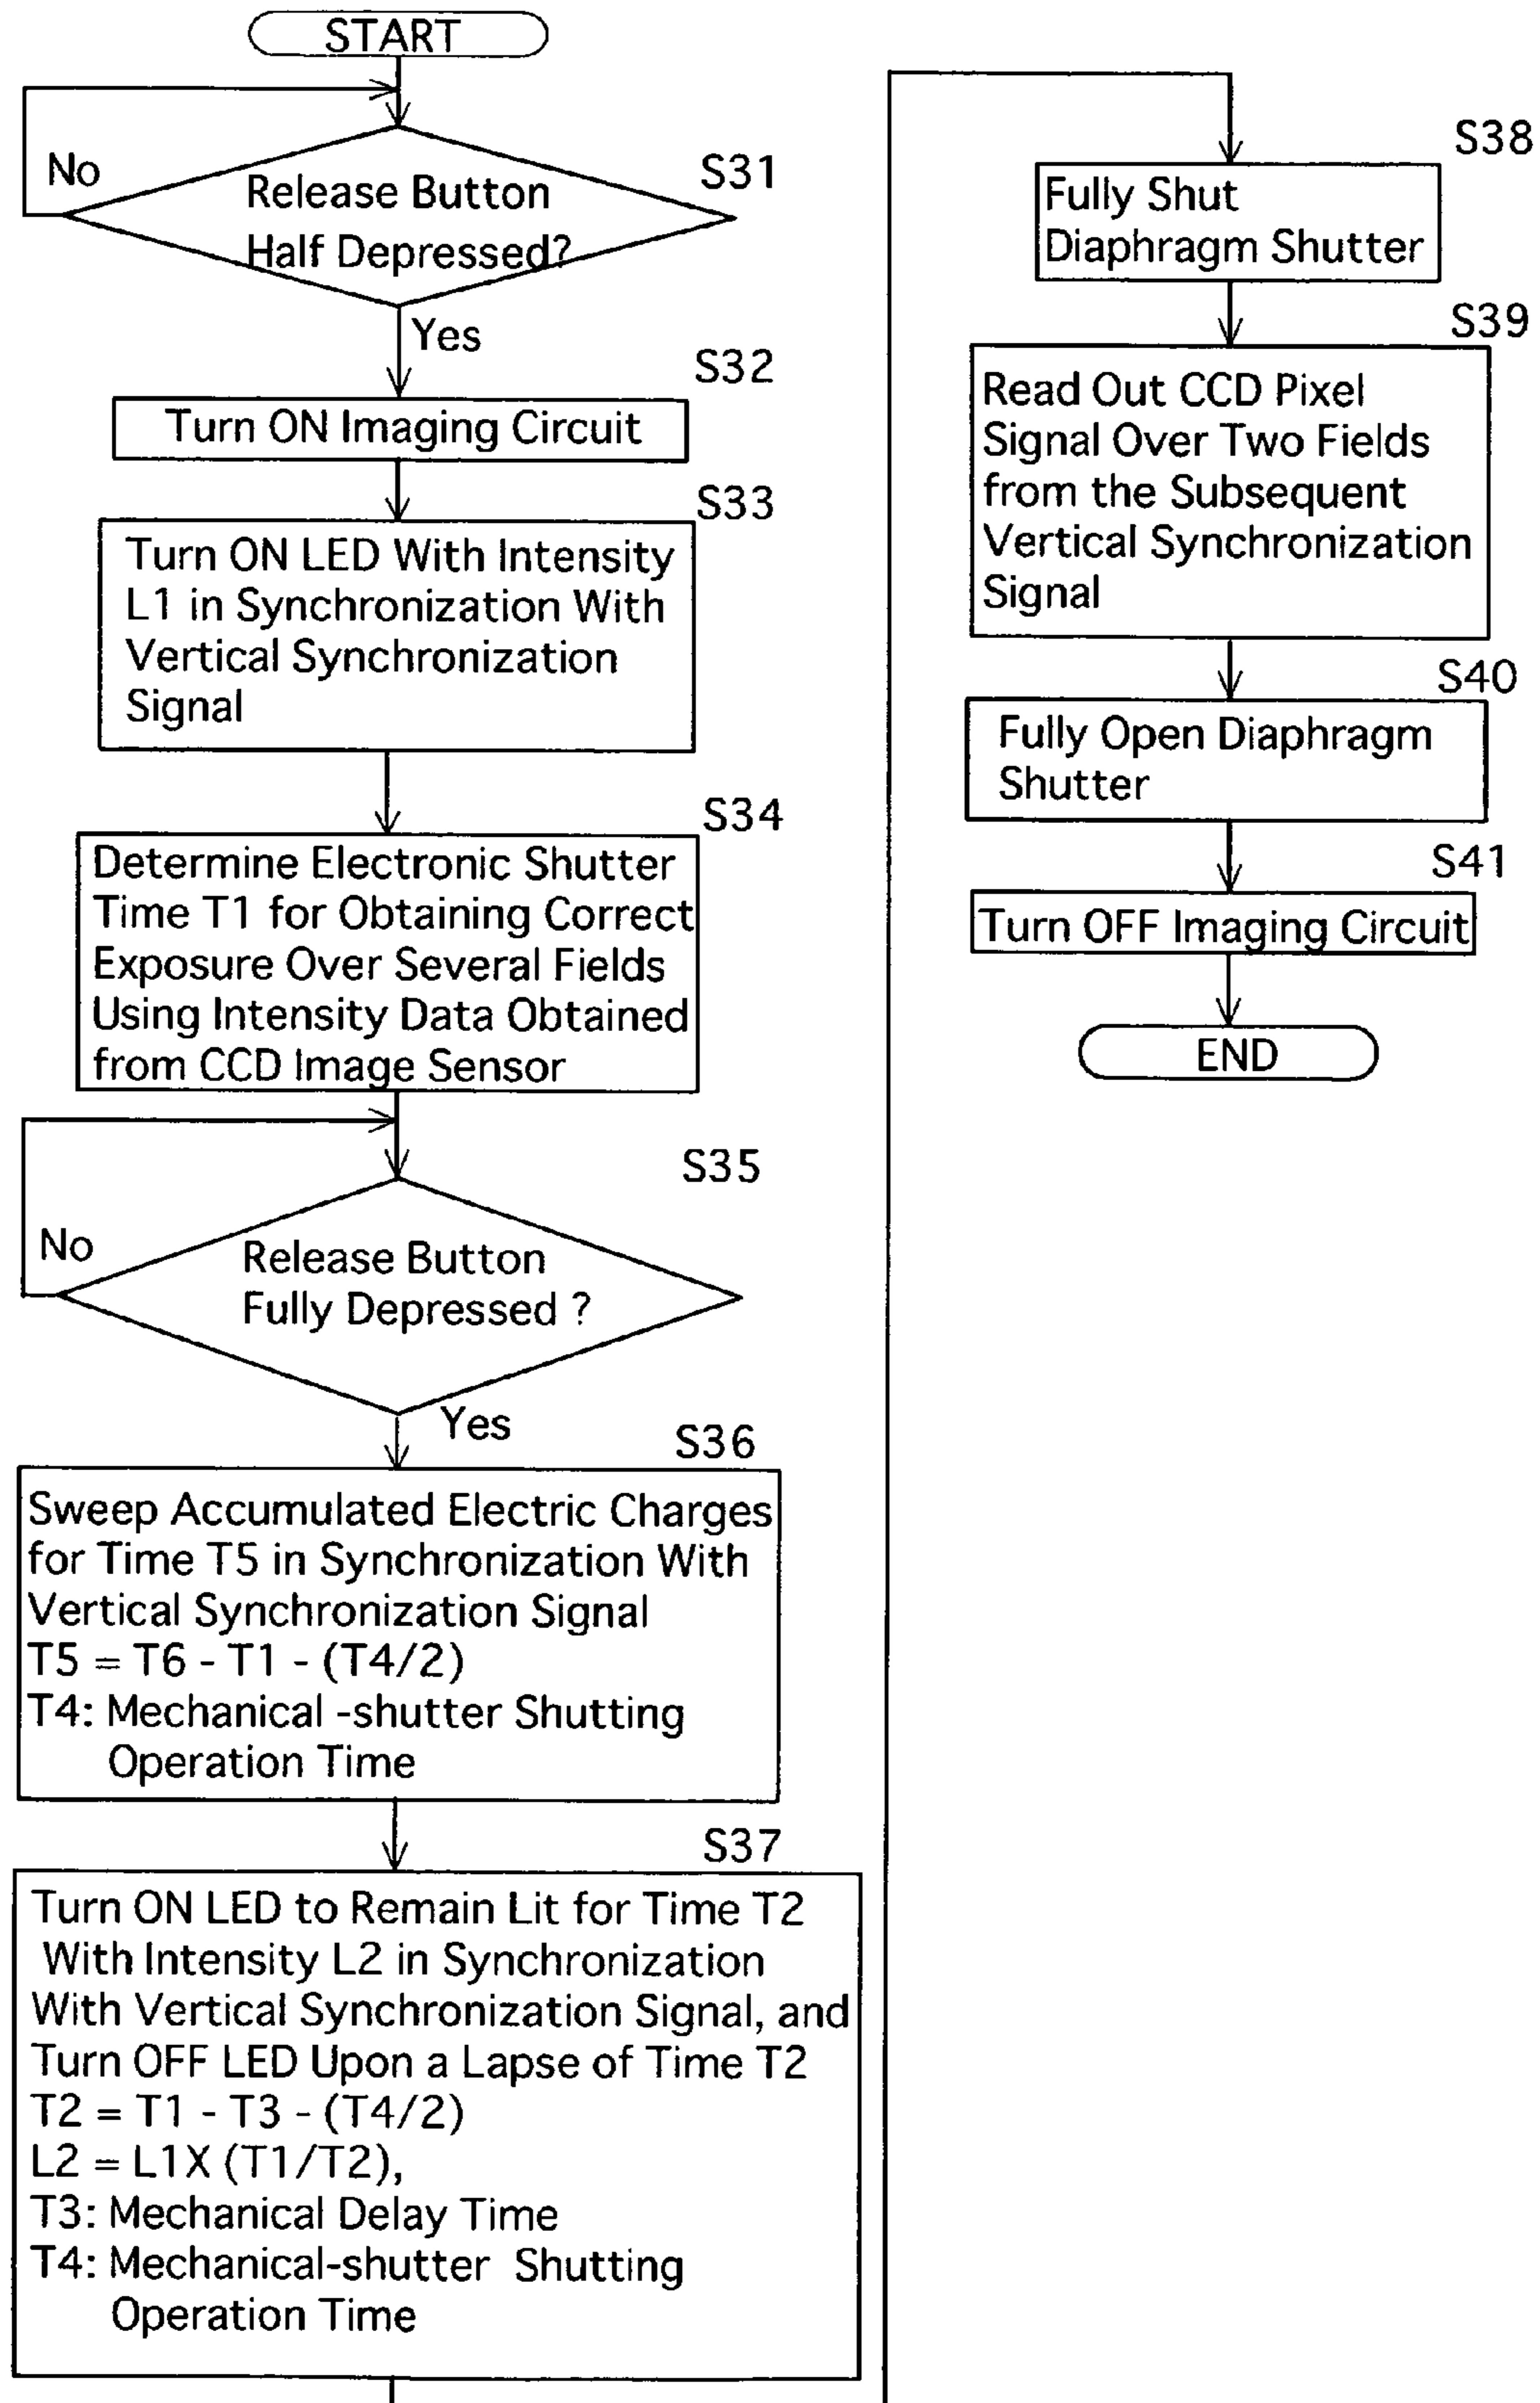 START
No
S31
Release Button
Half Depressed?
Yes
S32
Turn ON Imaging Circuit
S33
Turn ON LED With Intensity
L1 in Synchronization With
Vertical Synchronization
Signal
S34
Determine Electronic Shutter
Time T1 for Obtaining Correct
Exposure Over Several Fields
Using Intensity Data Obtained
from CCD Image Sensor
S35
No
Release Button
Fully Depressed ?
Yes
S36
Sweep Accumulated Electric Charges
for Time T5 in Synchronization With
Vertical Synchronization Signal
T5 = T6 - T1 - (T4/2)
T4: Mechanical -shutter Shutting
Operation Time
S37
Turn ON LED to Remain Lit for Time T2
With Intensity L2 in Synchronization
With Vertical Synchronization Signal, and
Turn OFF LED Upon a Lapse of Time T2
T2 = T1 - T3 - (T4/2)
L2 = L1X (T1/T2),
T3: Mechanical Delay Time
T4: Mechanical-shutter Shutting
Operation Time
S38
Fully Shut
Diaphragm Shutter
S39
Read Out CCD Pixel
Signal Over Two Fields
from the Subsequent
Vertical Synchronization
Signal
S40
Fully Open Diaphragm
Shutter
S41
Turn OFF Imaging Circuit
END